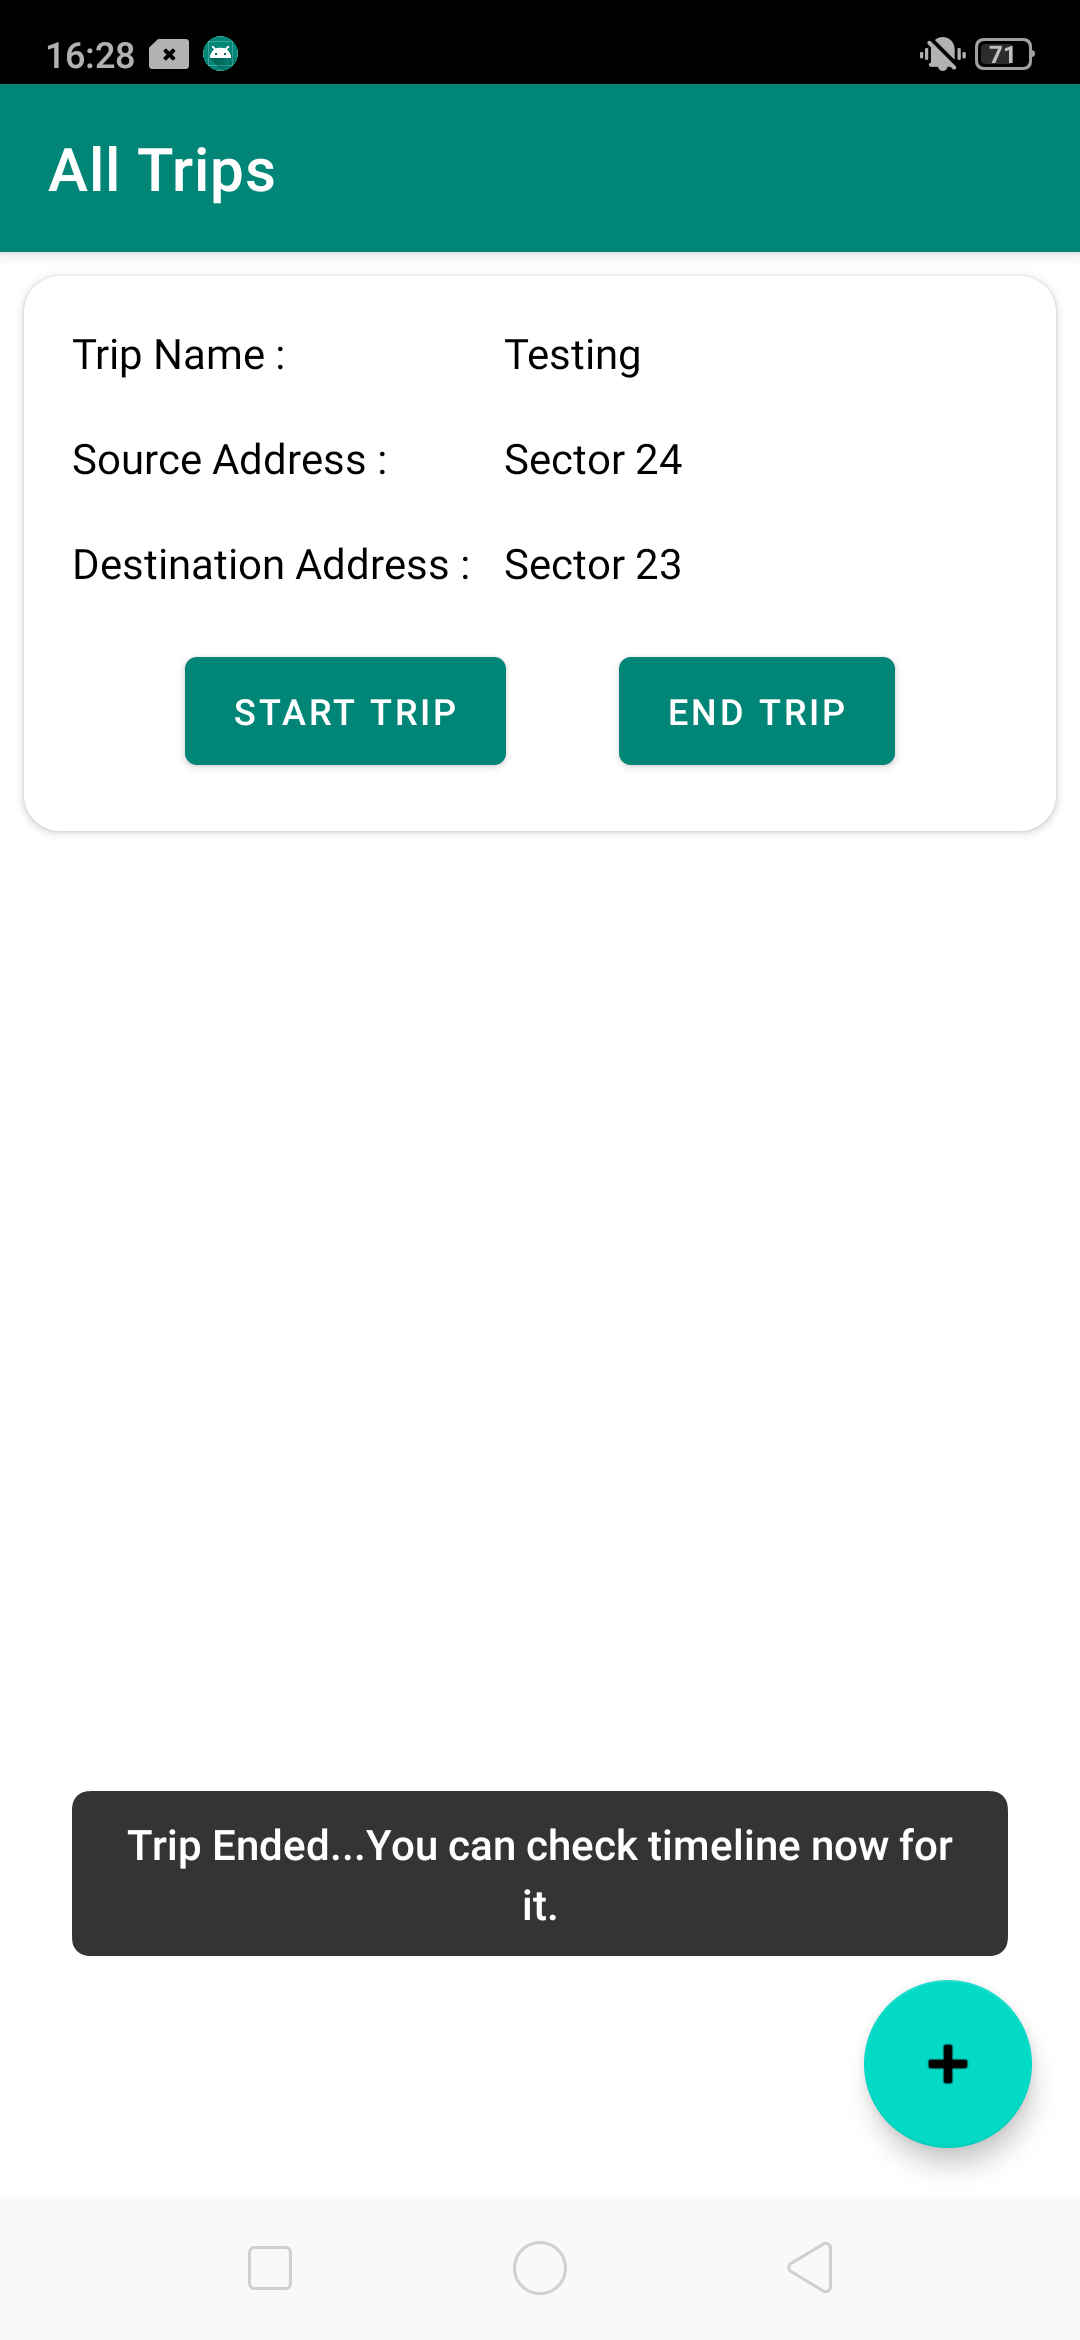 16:28
71
All Trips
Trip Name : Testing
Source Address : Sector 24
Destination Address : Sector 23
START TRIP END TRIP
Trip Ended...You can check timeline now for
it.